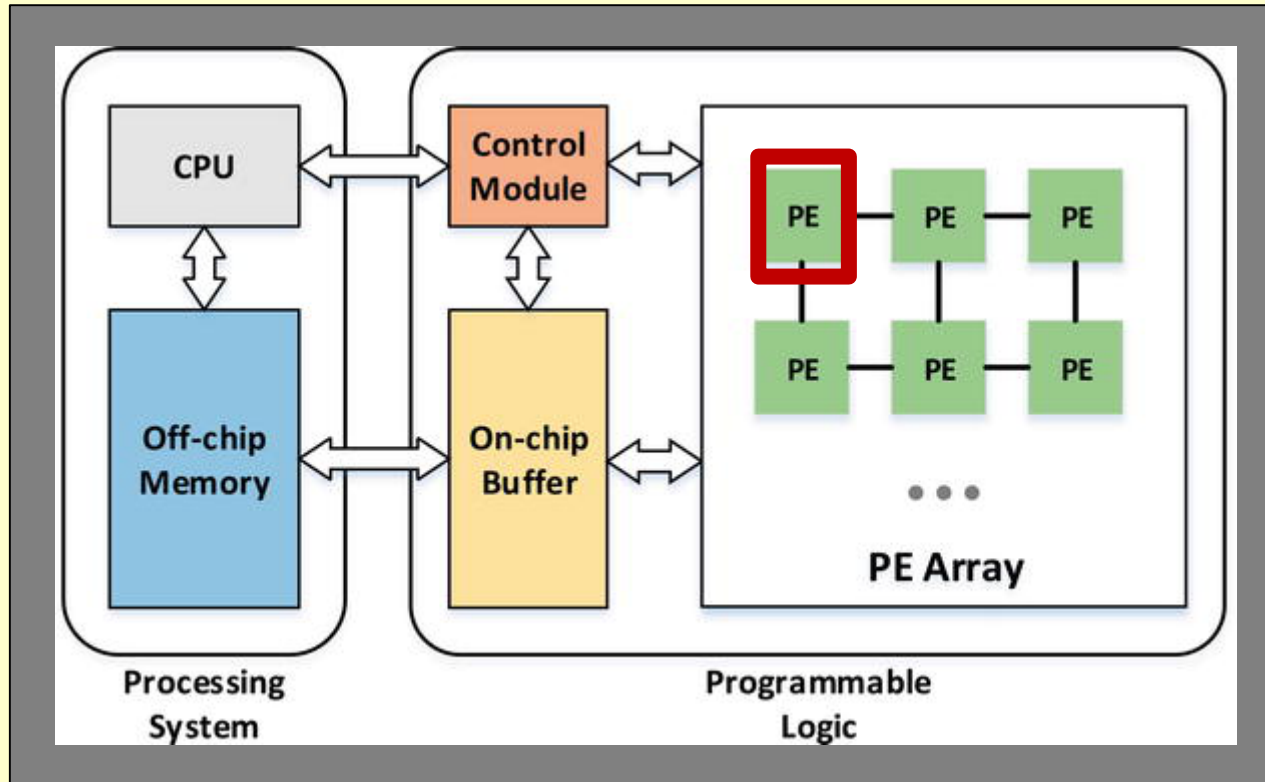 CPU
Control
Module
PE PE PE
PE PE PE
Off-chip
Memory
On-chip
Buffer
PE Array
Processing
System
Programmable
Logic